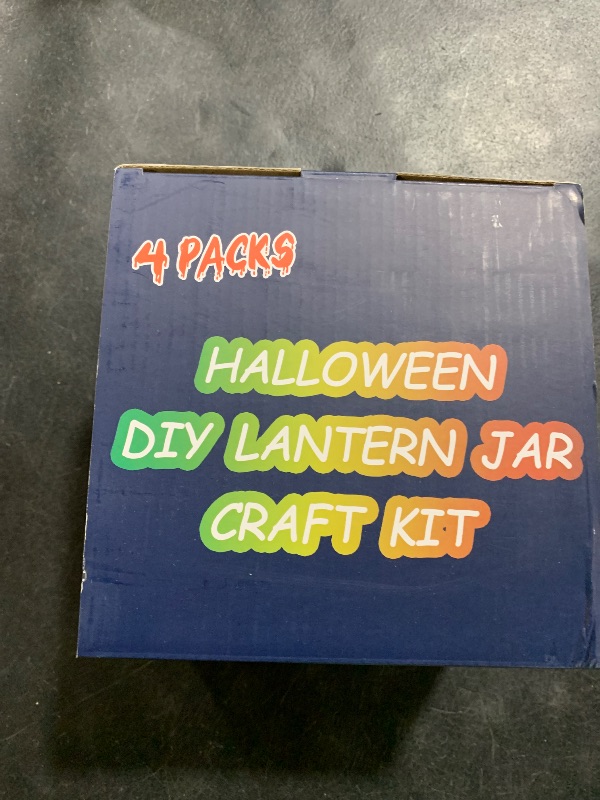 4 PACKS
HALLOWEEN
DIY LANTERN JAR
CRAFT KIT